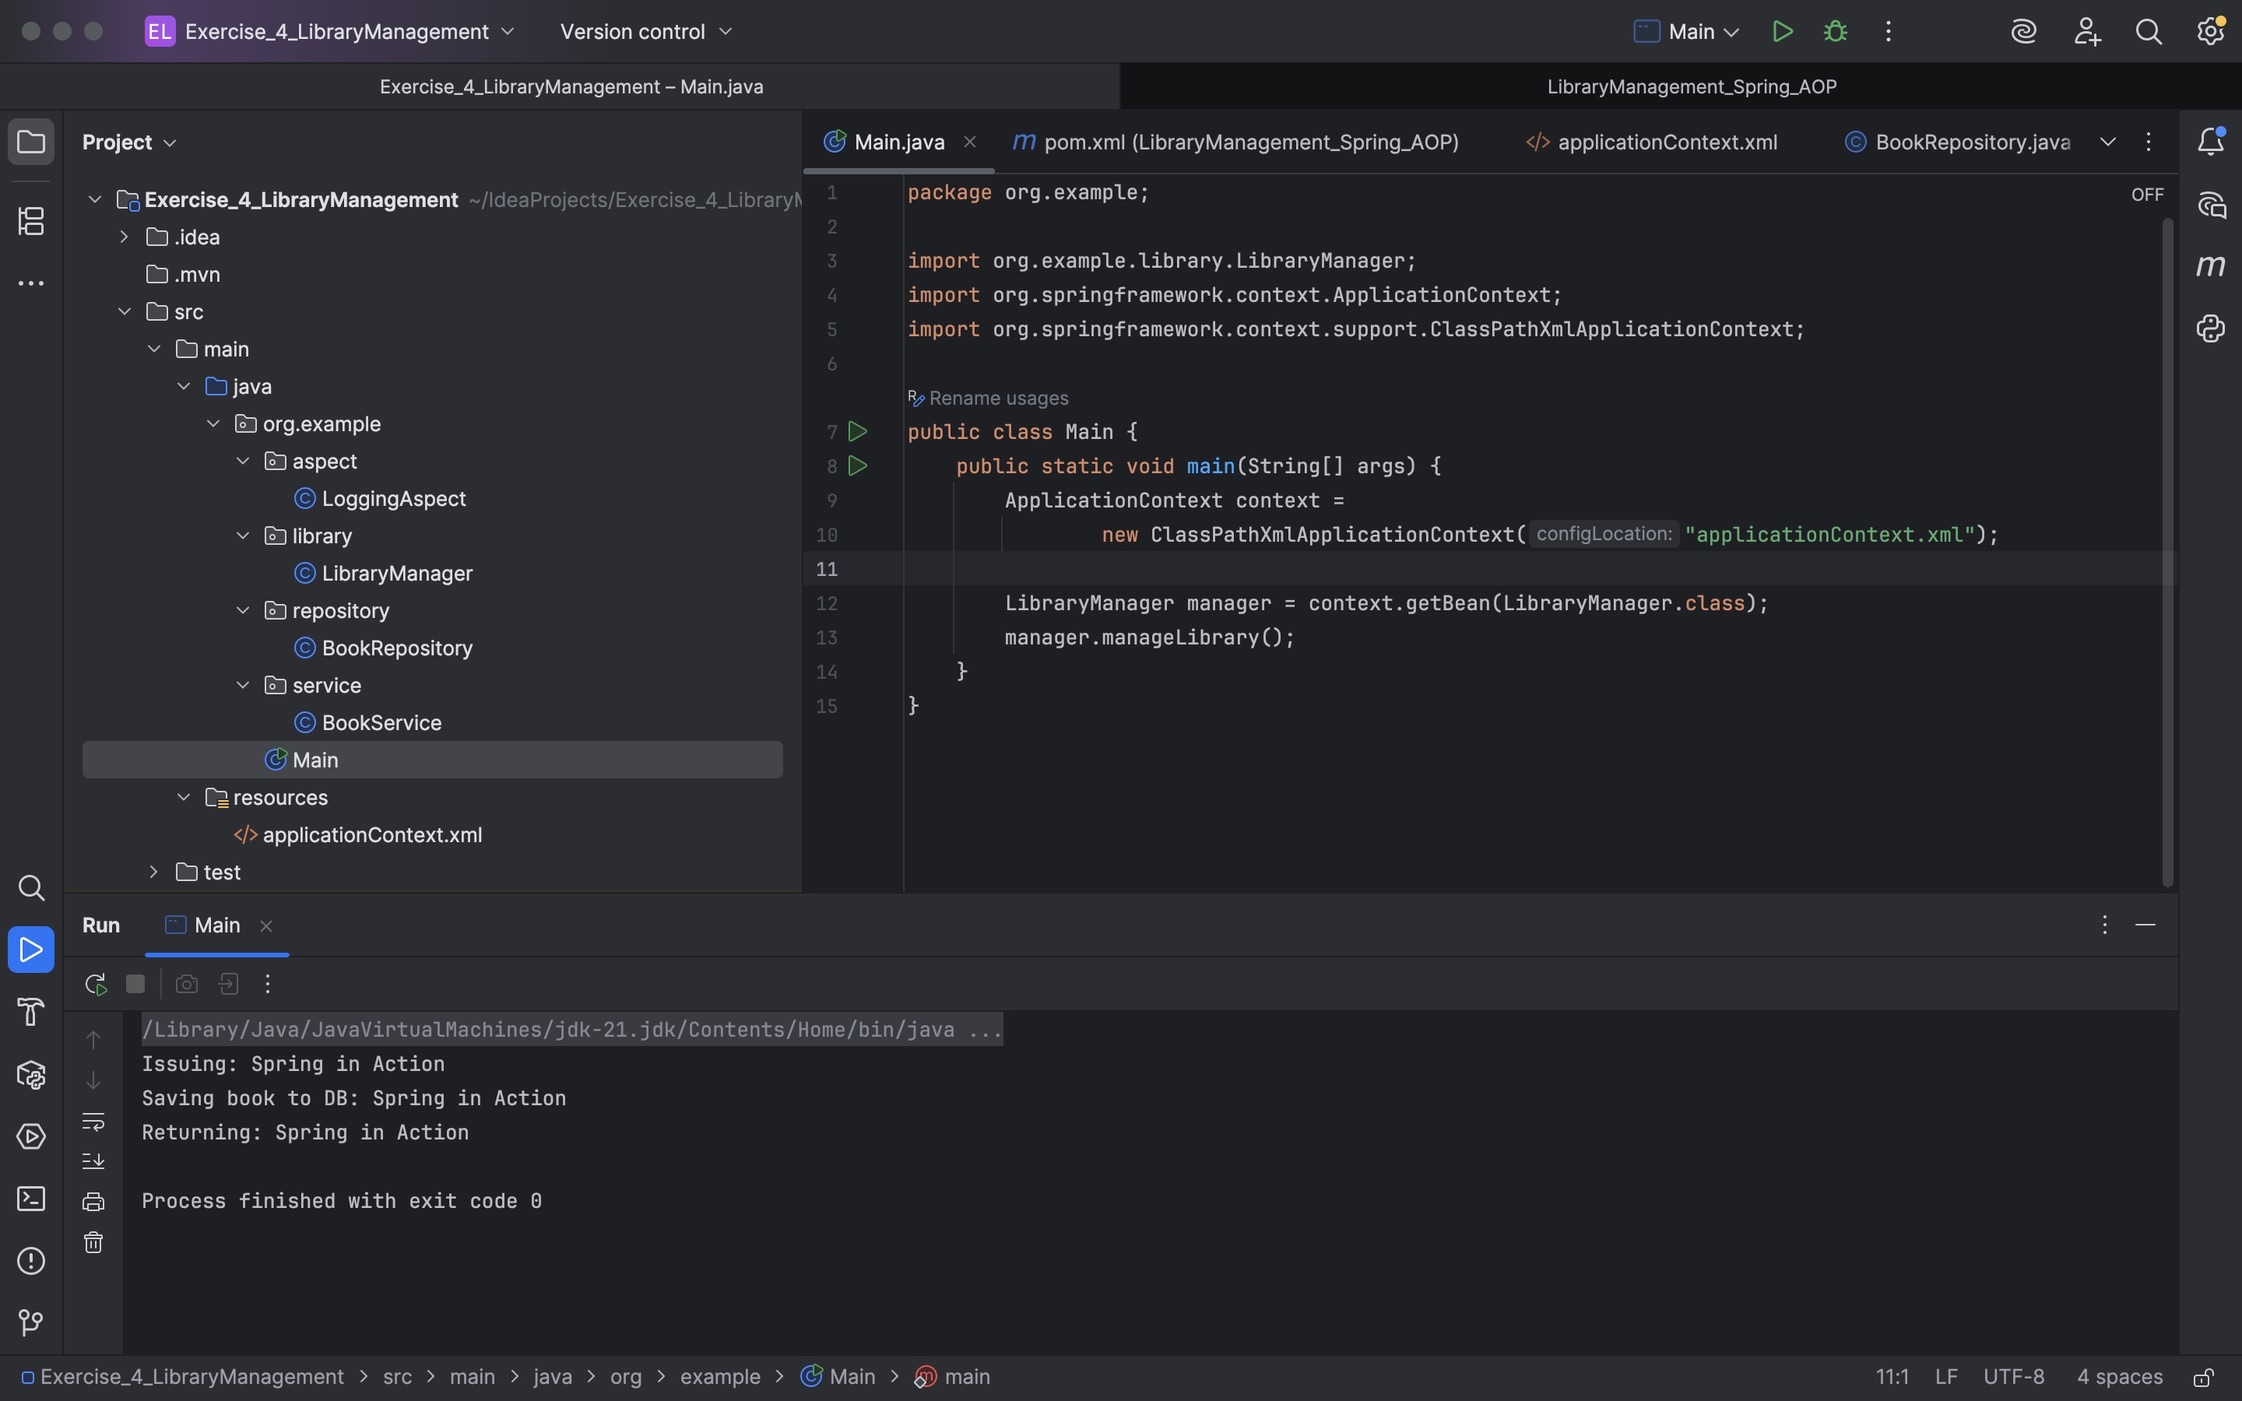 EL Exercise_4_LibraryManagement Version control Main
Exercise_4_LibraryManagement – Main.java LibraryManagement_Spring_AOP
Project
Exercise_4_LibraryManagement ~/IdeaProjects/Exercise_4_Library
.idea
.mvn
src
main
java
org.example
aspect
LoggingAspect
library
LibraryManager
repository
BookRepository
service
BookService
Main
resources
applicationContext.xml
test
Main.java m pom.xml (LibraryManagement_Spring_AOP) </> applicationContext.xml BookRepository.java
OFF
1 package org.example;
2
3 import org.example.library.LibraryManager;
4 import org.springframework.context.ApplicationContext;
5 import org.springframework.context.support.ClassPathXmlApplicationContext;
6
Rename usages
7 public class Main {
8 public static void main(String[] args) {
9 ApplicationContext context =
10 new ClassPathXmlApplicationContext( configLocation: "applicationContext.xml");
11
12 LibraryManager manager = context.getBean(LibraryManager.class);
13 manager.manageLibrary();
14 }
15 }
Run Main
/Library/Java/JavaVirtualMachines/jdk-21.jdk/Contents/Home/bin/java ...
Issuing: Spring in Action
Saving book to DB: Spring in Action
Returning: Spring in Action
Process finished with exit code 0
Exercise_4_LibraryManagement > src > main > java > org > example > Main > main 11:1 LF UTF-8 4 spaces